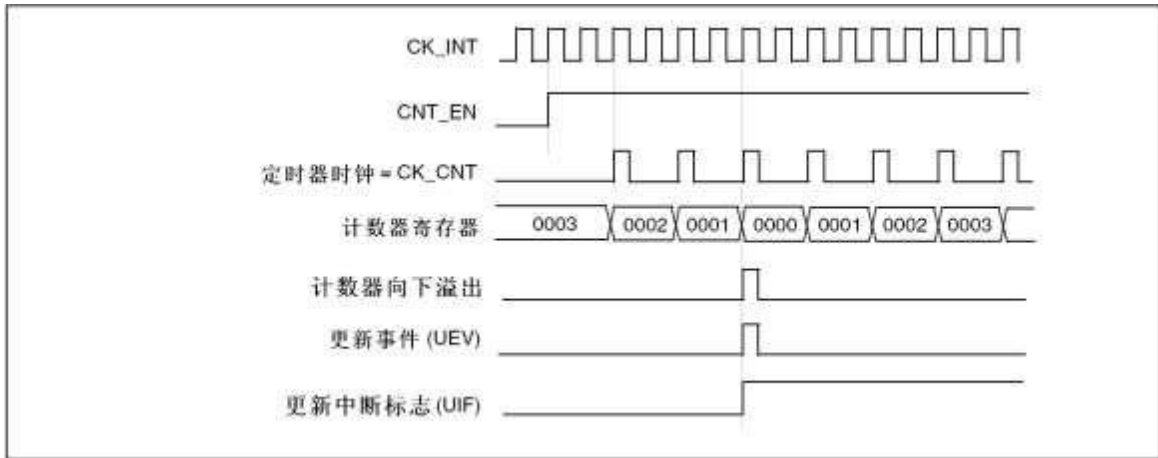 CK_INT
CNT_EN
定时器时钟 = CK_CNT
计数器寄存器 0003 0002 0001 0000 0001 0002 0003
计数器向下溢出
更新事件 (UEV)
更新中断标志 (UIF)